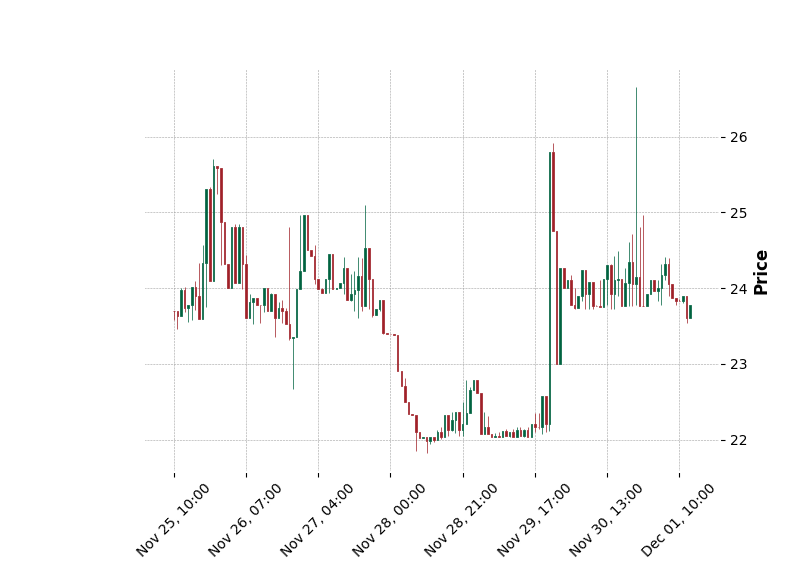 26
25
24
23
22
Price
Nov 25, 10:00
Nov 26, 07:00
Nov 27, 04:00
Nov 28, 00:00
Nov 28, 21:00
Nov 29, 17:00
Nov 30, 13:00
Dec 01, 10:00